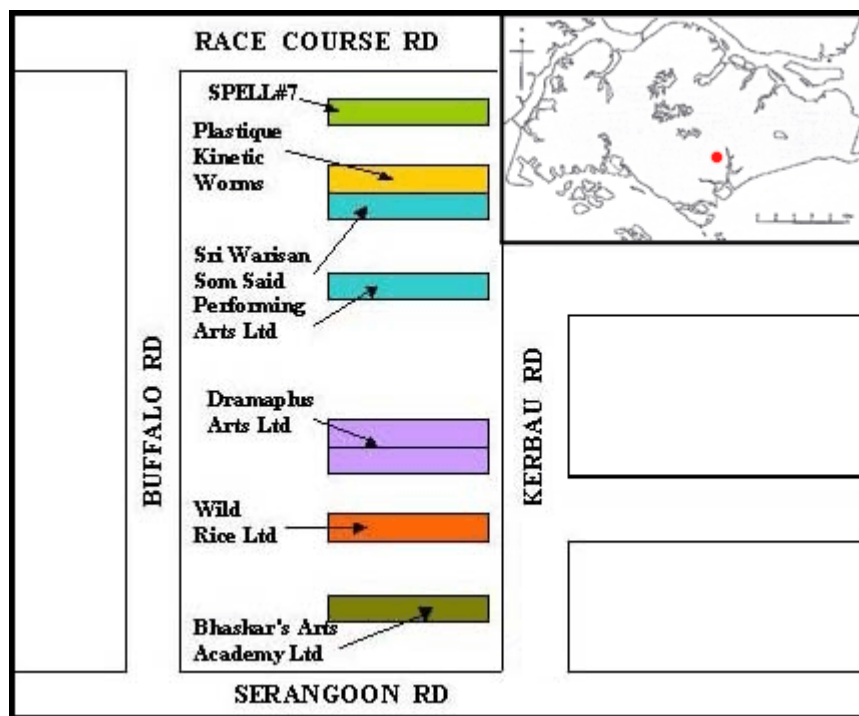 RACE COURSE RD
SPELL#7
Plastique
Kinetic
Worms
Sri Warisan
Som Said
Performing
Arts Ltd
BUFFALO RD
KERBAU RD
Dramaplus
Arts Ltd
Wild
Rice Ltd
Bhaskar's Arts
Academy Ltd
SERANGOON RD